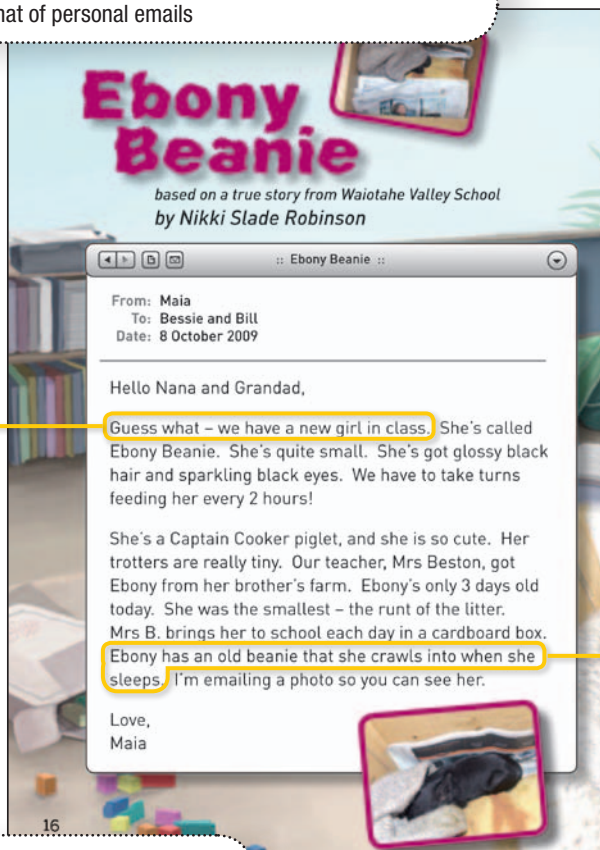 hat of personal emails
Ebony
Beanie
based on a true story from Waiotahe Valley School
by Nikki Slade Robinson
:: Ebony Beanie ::
From: Maia
To: Bessie and Bill
Date: 8 October 2009
Hello Nana and Grandad,
Guess what – we have a new girl in class. She's called
Ebony Beanie. She's quite small. She's got glossy black
hair and sparkling black eyes. We have to take turns
feeding her every 2 hours!
She's a Captain Cooker piglet, and she is so cute. Her
trotters are really tiny. Our teacher, Mrs Beston, got
Ebony from her brother's farm. Ebony's only 3 days old
today. She was the smallest – the runt of the litter.
Mrs B. brings her to school each day in a cardboard box.
Ebony has an old beanie that she crawls into when she
sleeps. I'm emailing a photo so you can see her.
Love,
Maia
16